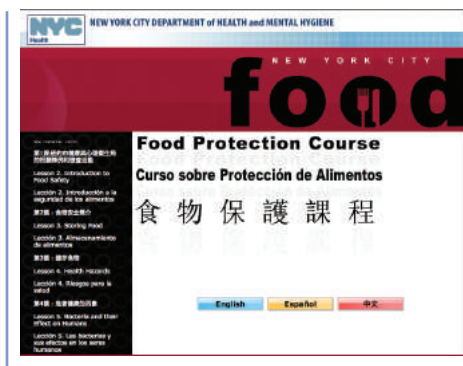 NYC
Health
NEW YORK CITY DEPARTMENT of HEALTH and MENTAL HYGIENE
NEW YORK CITY
food
Food Protection Course
Curso sobre Protección de Alimentos
食物保護課程
Lesson 2. Introduction to
Food Safety
Lección 2. Introducción a la
seguridad de los alimentos
Lesson 3. Storing Food
Lección 3. Almacenamiento
de alimentos
Lesson 4. Health Hazards
Lección 4. Riesgos para la
salud
Lesson 5. Bacteria and their
Effect on Humans
Lección 5. Las bacterias y
sus efectos en los seres
humanos
English
Español
中文